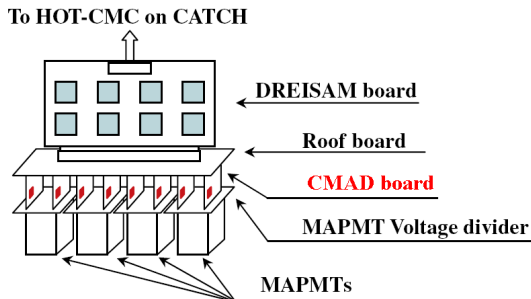 To HOT-CMC on CATCH
DREISAM board
Roof board
CMAD board
MAPMT Voltage divider
MAPMTs